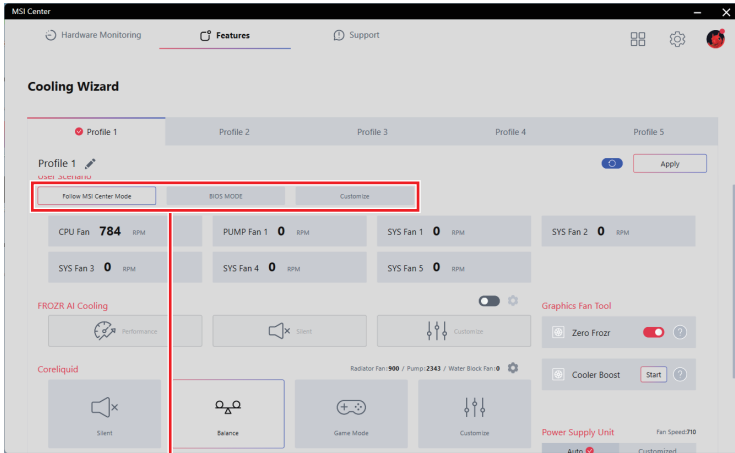 MSI Center
Hardware Monitoring Features Support
Cooling Wizard
Profile 1 Profile 2 Profile 3 Profile 4 Profile 5
Profile 1 Apply
User Scenario
Follow MSI Center Mode BIOS MODE Customize
CPU Fan 784 RPM PUMP Fan 1 0 RPM SYS Fan 1 0 RPM SYS Fan 2 0 RPM
SYS Fan 3 0 RPM SYS Fan 4 0 RPM SYS Fan 5 0 RPM
FROZR AI Cooling Graphics Fan Tool
Performance Silent Customize Zero Frozr ?
Coreliquid Radiator Fan:900 / Pump:2343 / Water Block Fan:0 Cooler Boost Start ?
Silent Balance Game Mode Customize
Power Supply Unit Fan Speed:710
Auto Customized